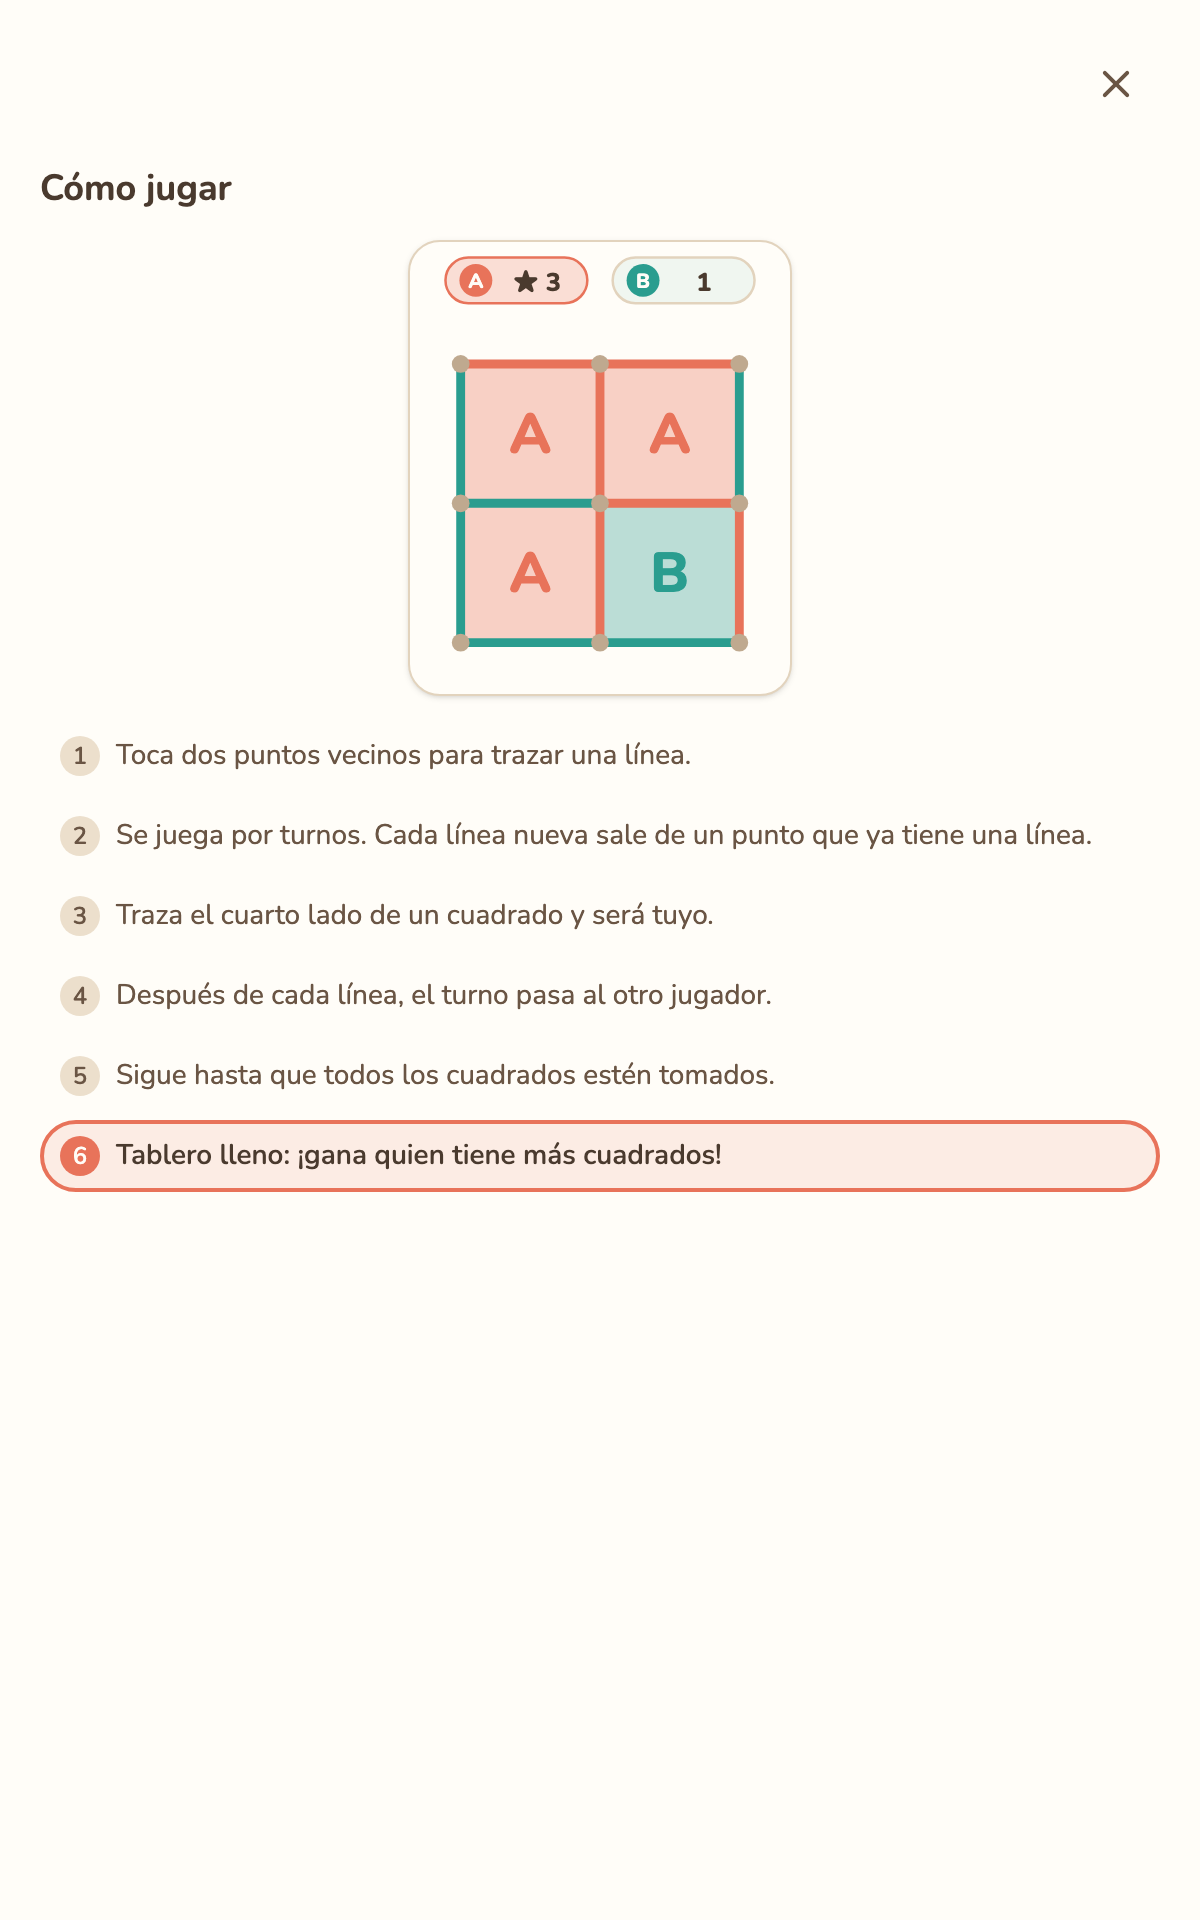 Cómo jugar
A ★ 3 B 1
A A
A B
1 Toca dos puntos vecinos para trazar una línea.
2 Se juega por turnos. Cada línea nueva sale de un punto que ya tiene una línea.
3 Traza el cuarto lado de un cuadrado y será tuyo.
4 Después de cada línea, el turno pasa al otro jugador.
5 Sigue hasta que todos los cuadrados estén tomados.
6 Tablero lleno: ¡gana quien tiene más cuadrados!